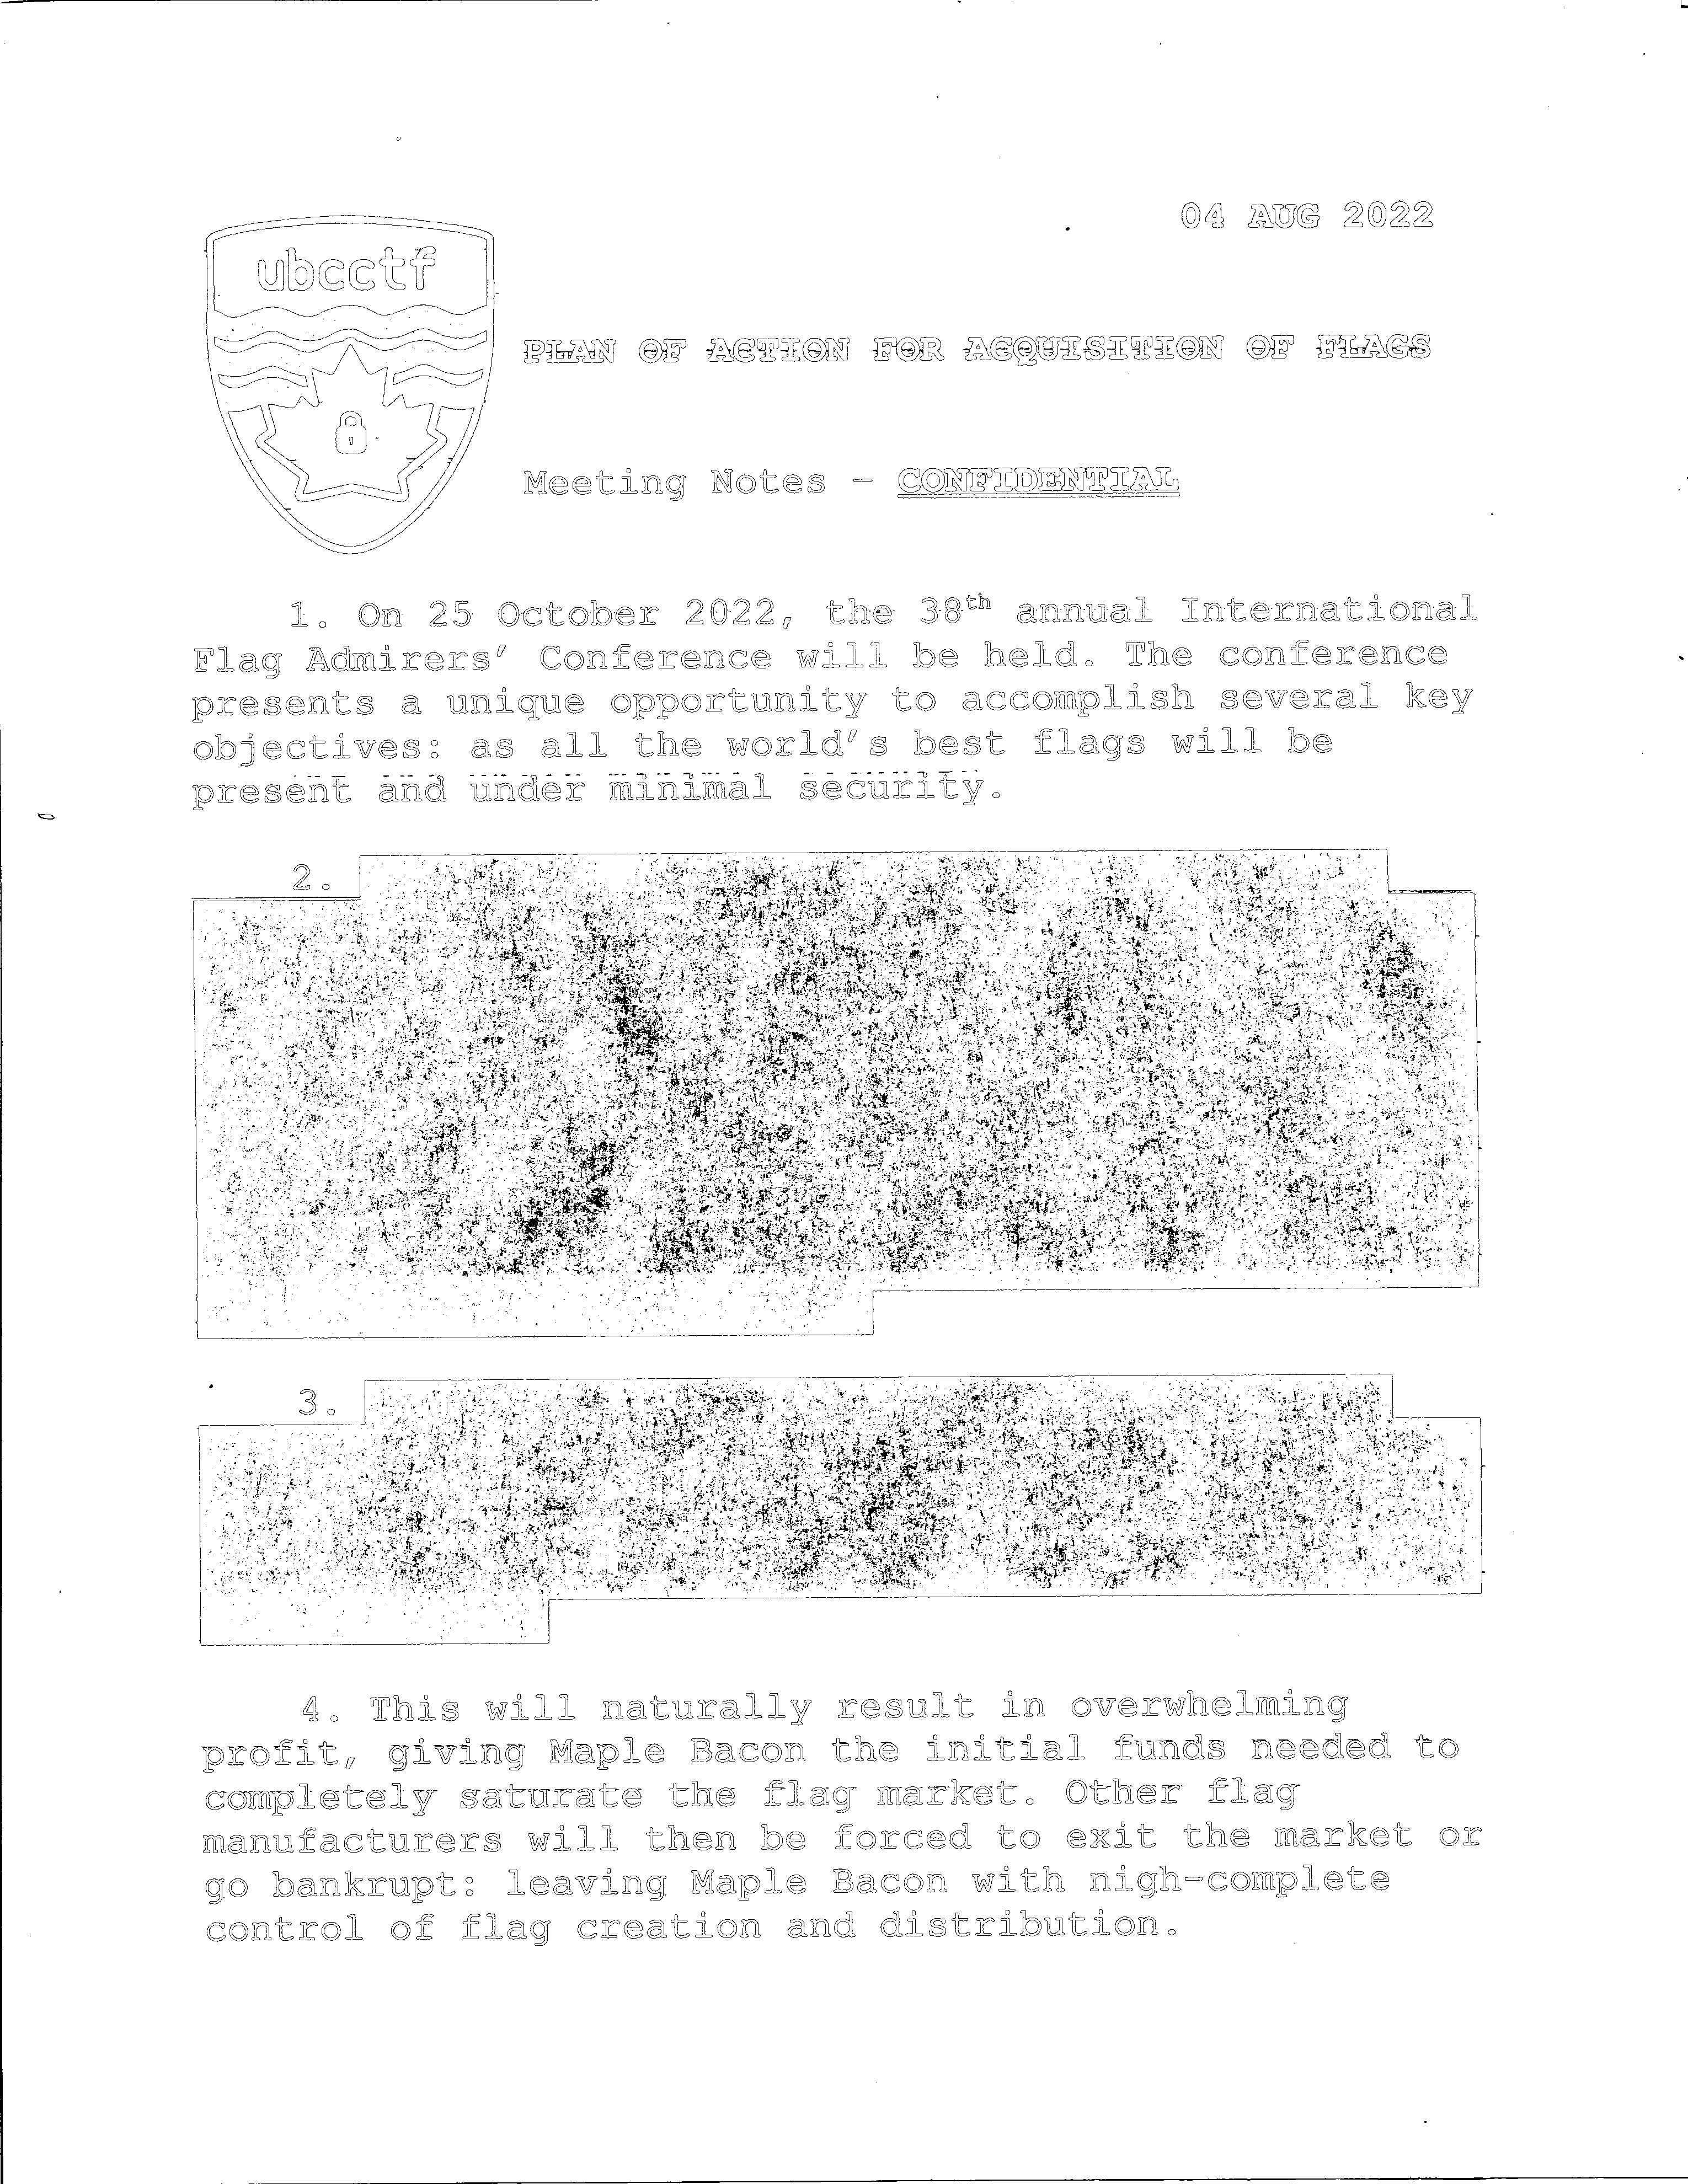 04 AUG 2022
ubcctf
PLAN OF ACTION FOR ACQUISITION OF FLAGS
Meeting Notes - CONFIDENTIAL
1. On 25 October 2022, the 38th annual International
Flag Admirers' Conference will be held. The conference
presents a unique opportunity to accomplish several key
objectives: as all the world's best flags will be
present and under minimal security.
2.
3.
4. This will naturally result in overwhelming
profit, giving Maple Bacon the initial funds needed to
completely saturate the flag market. Other flag
manufacturers will then be forced to exit the market or
go bankrupt: leaving Maple Bacon with nigh-complete
control of flag creation and distribution.